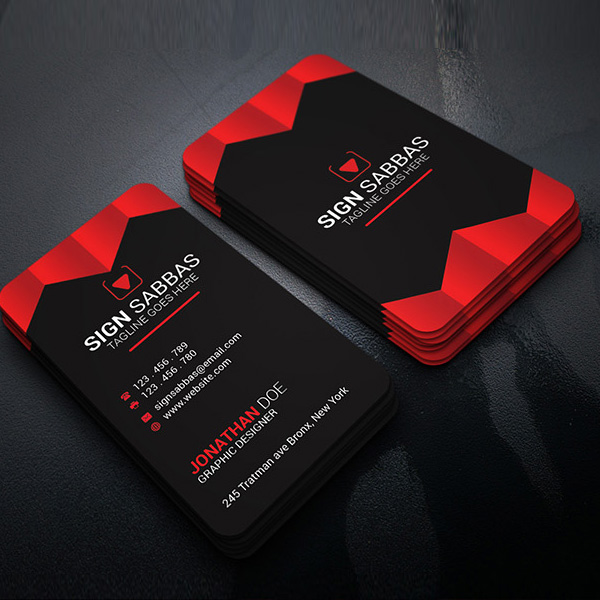 SIGN SABBAS
TAGLINE GOES HERE
123 . 456 . 789
123 . 456 . 780
signsabbas@email.com
www.website.com
JONATHAN DOE
GRAPHIC DESIGNER
245 Tratman ave Bronx, New York
SIGN SABBAS
TAGLINE GOES HERE